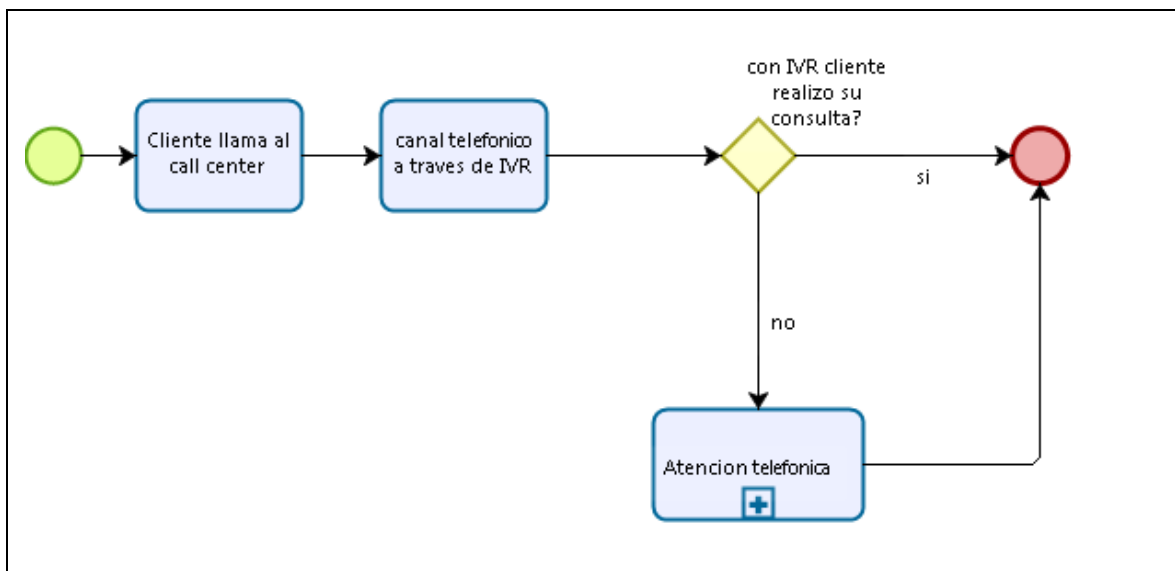 con IVR cliente
realizo su
consulta?
Cliente llama al
call center
canal telefonico
a traves de IVR
si
no
Atencion telefonica